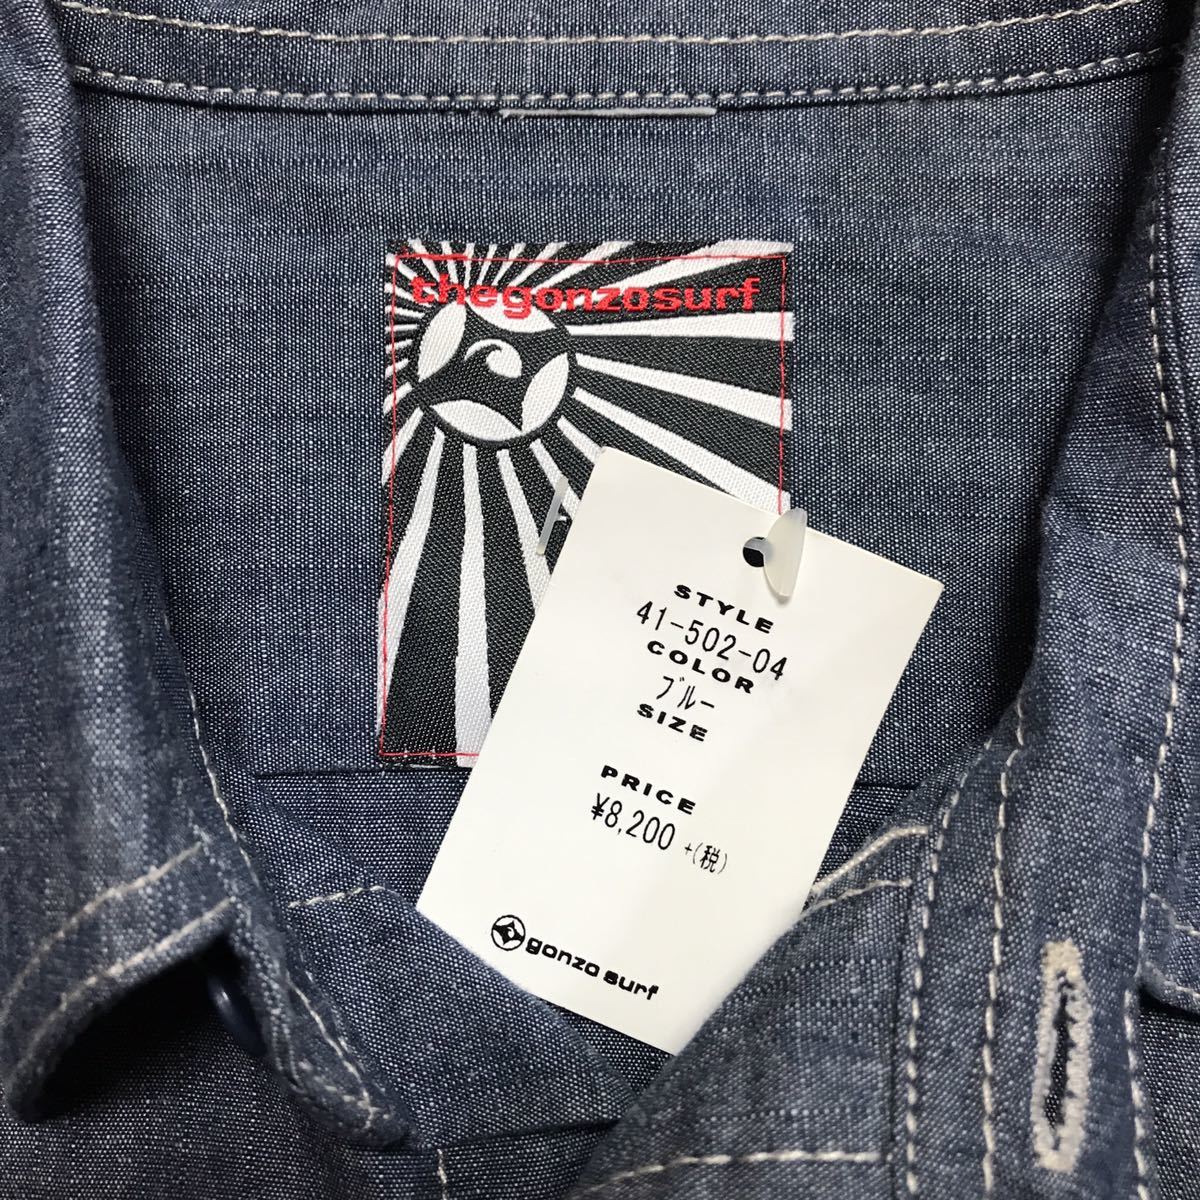 thegonzosurf
STYLE
41-502-04
COLOR
ブルー
SIZE
PRICE
¥8,200 +(税)
gonzo surf